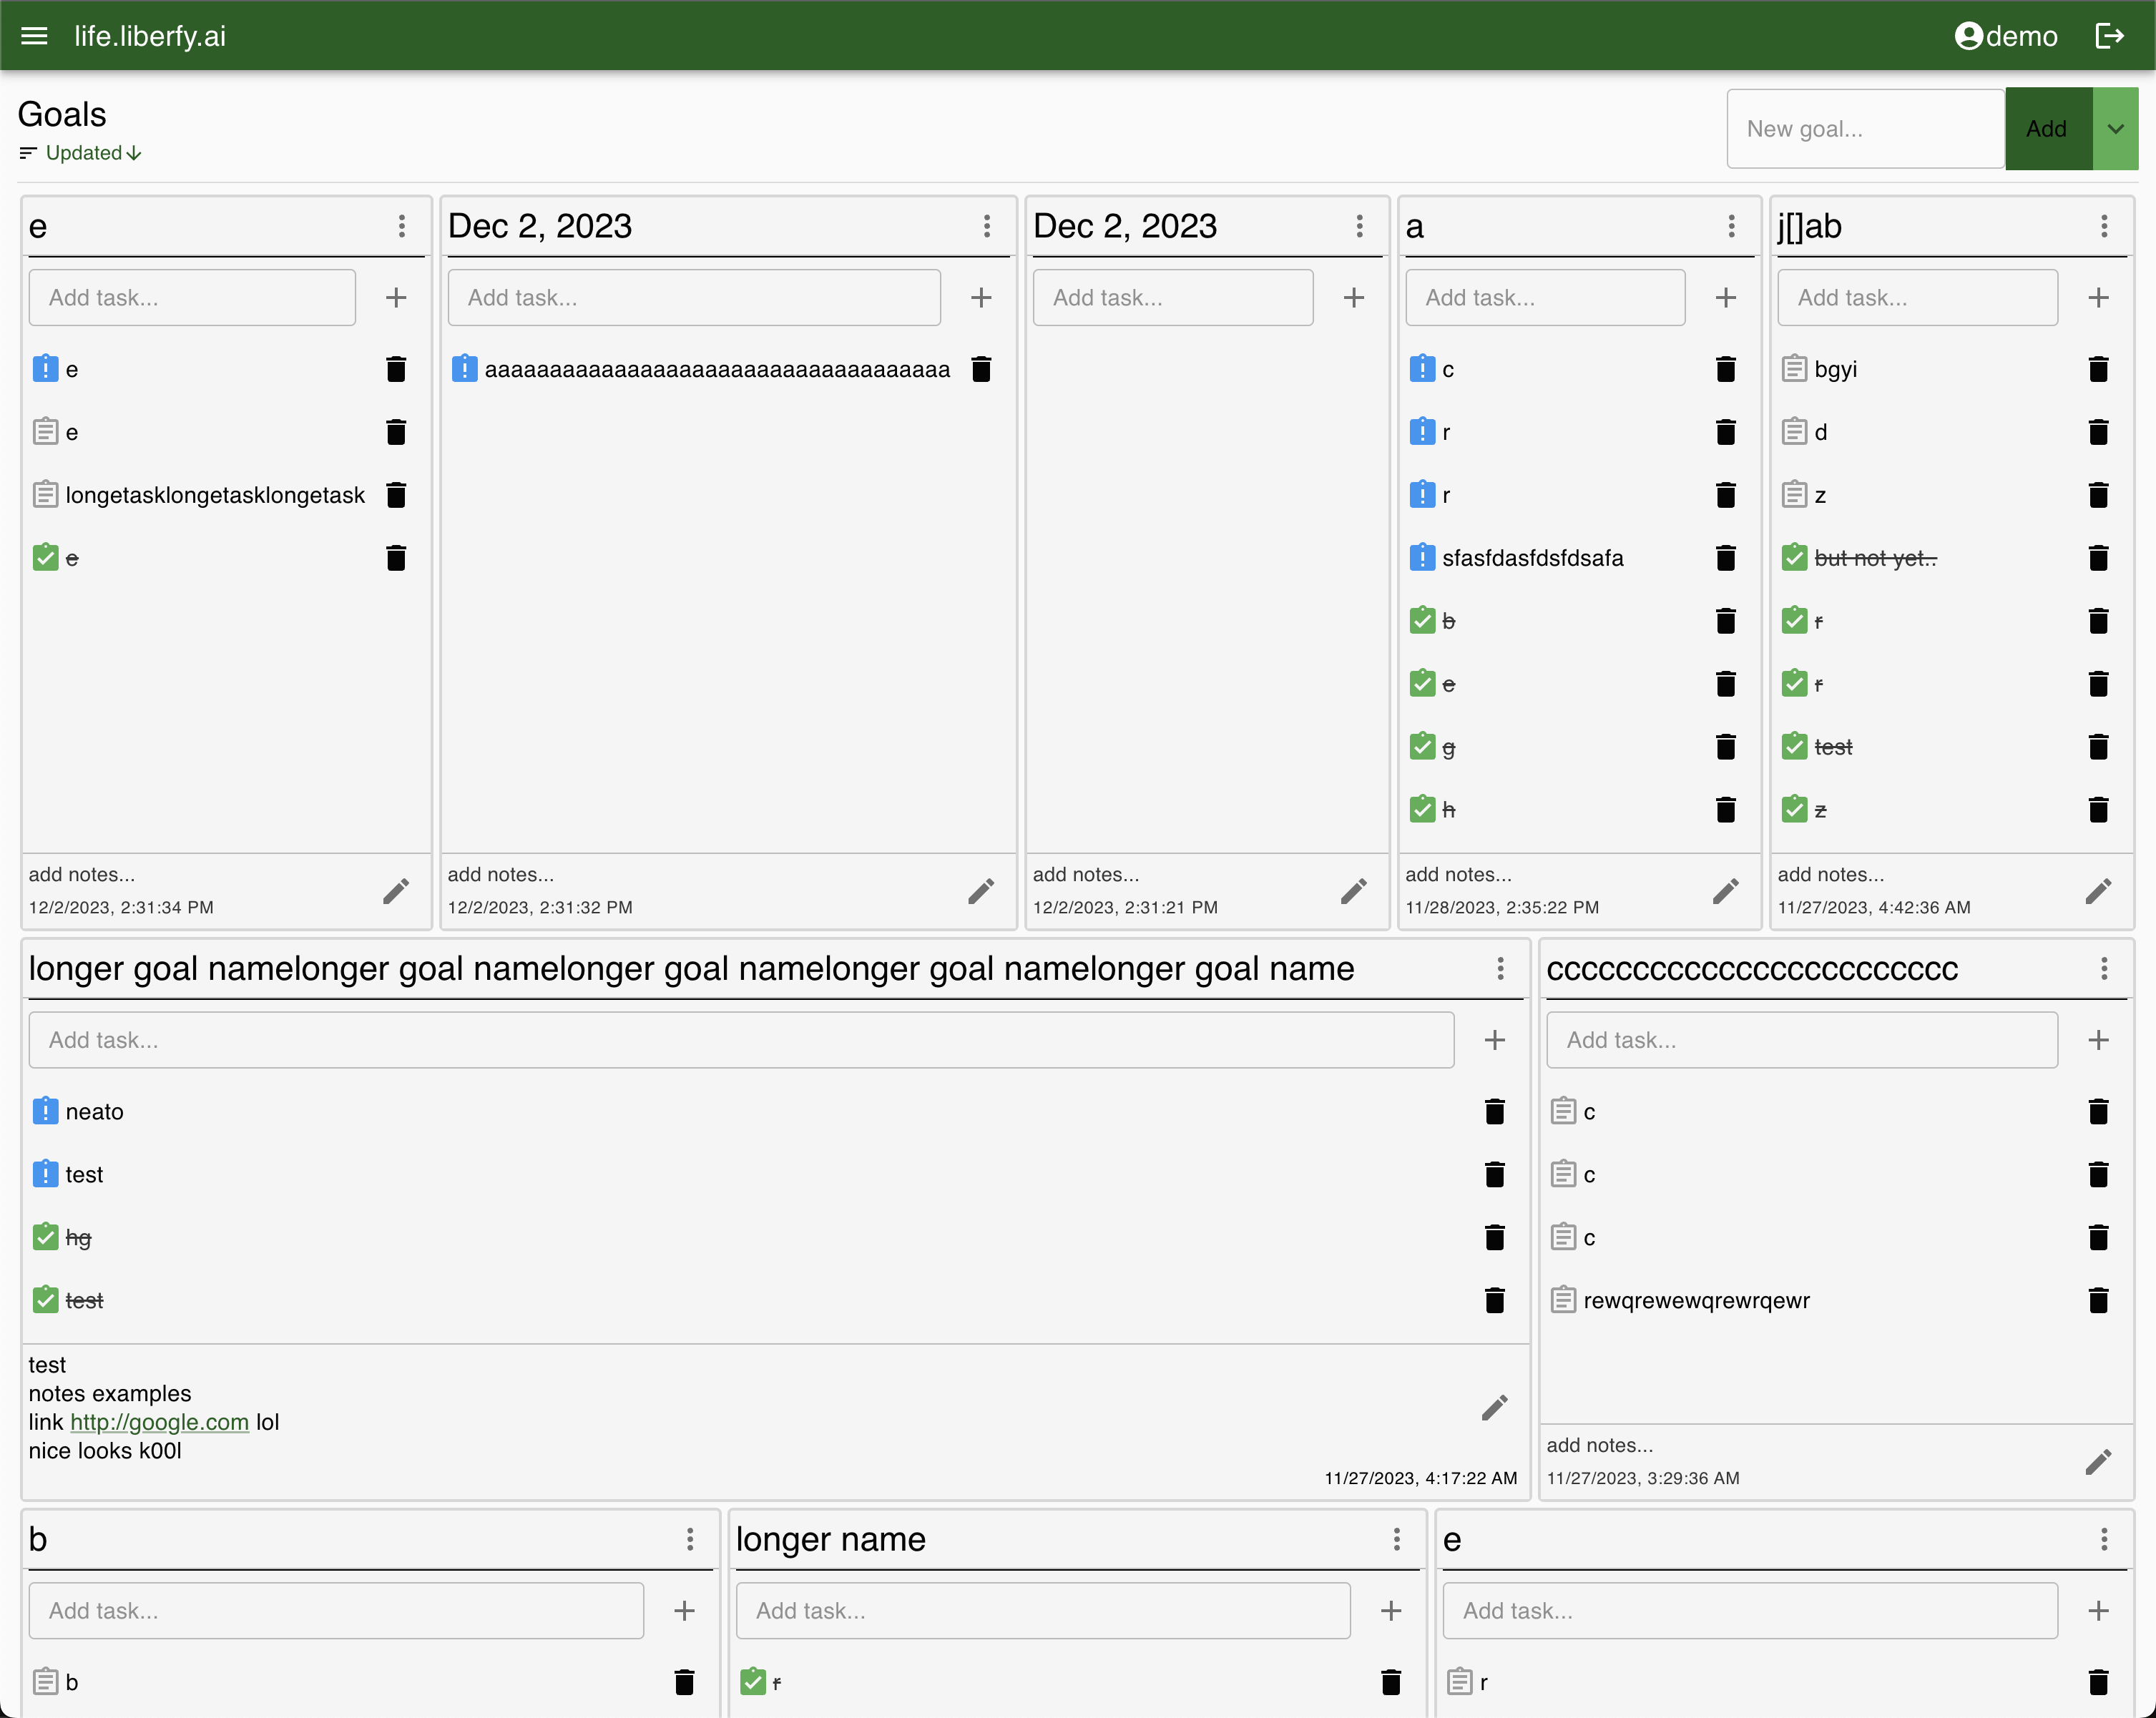 life.liberfy.ai
demo
Goals
Updated
New goal...
Add
e
Add task...
e
e
longetasklongetasklongetask
e
add notes...
12/2/2023, 2:31:34 PM
Dec 2, 2023
Add task...
aaaaaaaaaaaaaaaaaaaaaaaaaaaaaaaaaaaa
add notes...
12/2/2023, 2:31:32 PM
Dec 2, 2023
Add task...
add notes...
12/2/2023, 2:31:21 PM
a
Add task...
c
r
r
sfasfdasfdsfdsafa
b
e
g
h
add notes...
11/28/2023, 2:35:22 PM
j[]ab
Add task...
bgyi
d
z
but not yet..
r
r
test
z
add notes...
11/27/2023, 4:42:36 AM
longer goal namelonger goal namelonger goal namelonger goal namelonger goal name
Add task...
neato
test
hg
test
test
notes examples
link http://google.com lol
nice looks k00l
11/27/2023, 4:17:22 AM
cccccccccccccccccccccccc
Add task...
c
c
c
rewqrewewqrewrqewr
add notes...
11/27/2023, 3:29:36 AM
b
Add task...
b
longer name
Add task...
r
e
Add task...
r